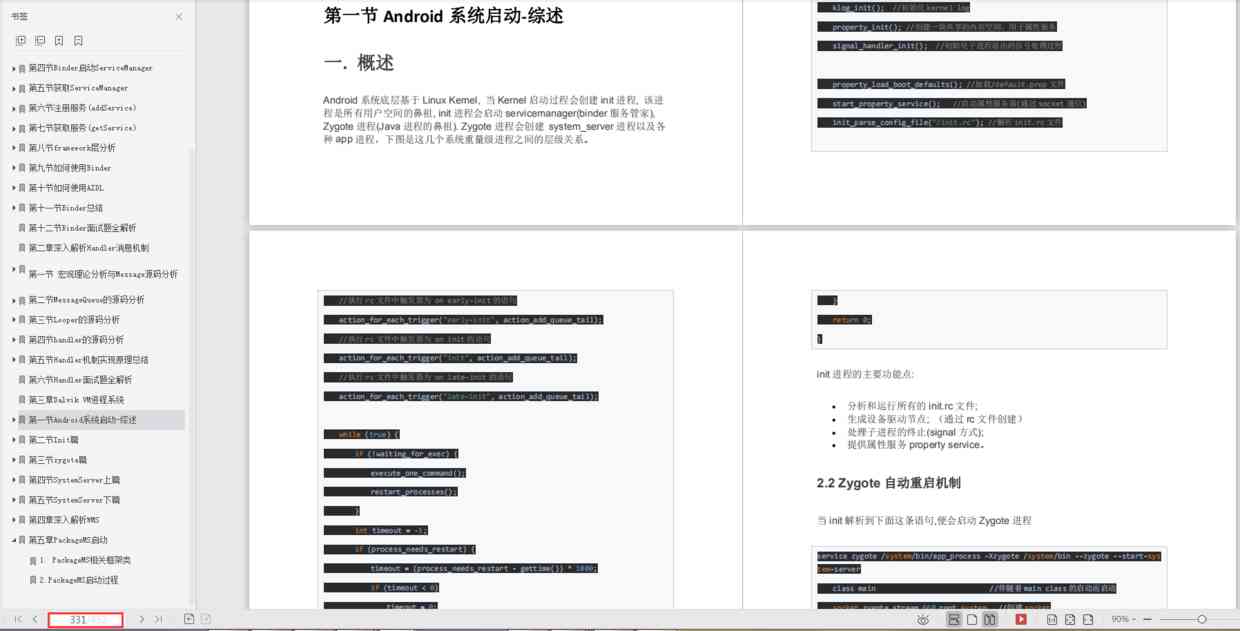 书签
第四节Binder启动ServiceManager
第五节获取ServiceManager
第六节注册服务(addService)
第七节获取服务(getService)
第八节framework层分析
第九节如何使用Binder
第十节如何使用AIDL
第十一节Binder总结
第十二节Binder面试题全解析
第二章深入解析Handler消息机制
第一节 宏观理论分析与Message源码分析
第二节MessageQueue的源码分析
第三节Looper的源码分析
第四节handler的源码分析
第五节Handler机制实现原理总结
第六节Handler面试题全解析
第三章Dalvik VM进程系统
第一节Android系统启动-综述
第二节Init篇
第三节zygote篇
第四节SystemServer上篇
第五节SystemServer下篇
第四章深入解析WMS
第五章PackageMS启动
1. PackageMS相关框架类
2.PackageMS启动过程
331
第一节 Android 系统启动-综述
一. 概述
Android 系统底层基于 Linux Kernel, 当 Kernel 启动过程会创建 init 进程, 该进
程是所有用户空间的鼻祖, init 进程会启动 servicemanager(binder 服务管家),
Zygote 进程(Java 进程的鼻祖). Zygote 进程会创建 system_server 进程以及各
种 app 进程，下图是这几个系统重量级进程之间的层级关系。
klog_init(); //初始化 kernel log
property_init(); //创建一块共享的内存空间，用于属性服务
signal_handler_init(); //初始化子进程退出的信号处理过程
property_load_boot_defaults(); //加载/default.prop 文件
start_property_service(); //启动属性服务器(通过 socket 通信)
init_parse_config_file("/init.rc"); //解析 init.rc 文件
//执行 rc 文件中触发器为 on early-init 的语句
action_for_each_trigger("early-init", action_add_queue_tail);
//执行 rc 文件中触发器为 on init 的语句
action_for_each_trigger("init", action_add_queue_tail);
//执行 rc 文件中触发器为 on late-init 的语句
action_for_each_trigger("late-init", action_add_queue_tail);
while (true) {
if (!waiting_for_exec) {
execute_one_command();
restart_processes();
}
int timeout = -1;
if (process_needs_restart) {
timeout = (process_needs_restart - gettime()) * 1000;
if (timeout < 0)
timeout = 0;
}
return 0;
}
init 进程的主要功能点:
• 分析和运行所有的 init.rc 文件;
• 生成设备驱动节点; （通过 rc 文件创建）
• 处理子进程的终止(signal 方式);
• 提供属性服务 property service。
2.2 Zygote 自动重启机制
当 init 解析到下面这条语句,便会启动 Zygote 进程
service zygote /system/bin/app_process -Xzygote /system/bin --zygote --start-sys
tem-server
class main //伴随着 main class 的启动而启动
socket zygote stream 660 root system //创建 socket
90%